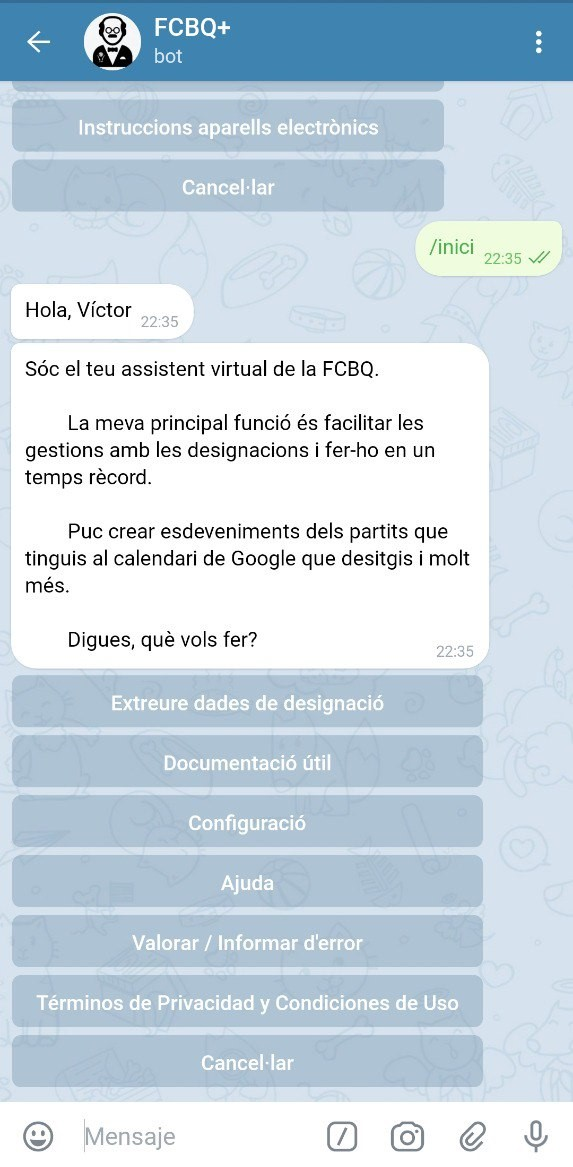 FCBQ+
bot
Instruccions aparells electrònics
Cancel·lar
/inici 22:35
Hola, Víctor 22:35
Sóc el teu assistent virtual de la FCBQ.
La meva principal funció és facilitar les
gestions amb les designacions i fer-ho en un
temps rècord.
Puc crear esdeveniments dels partits que
tinguis al calendari de Google que desitgis i molt
més.
Digues, què vols fer? 22:35
Extreure dades de designació
Documentació útil
Configuració
Ajuda
Valorar / Informar d'error
Términos de Privacidad y Condiciones de Uso
Cancel·lar
Mensaje